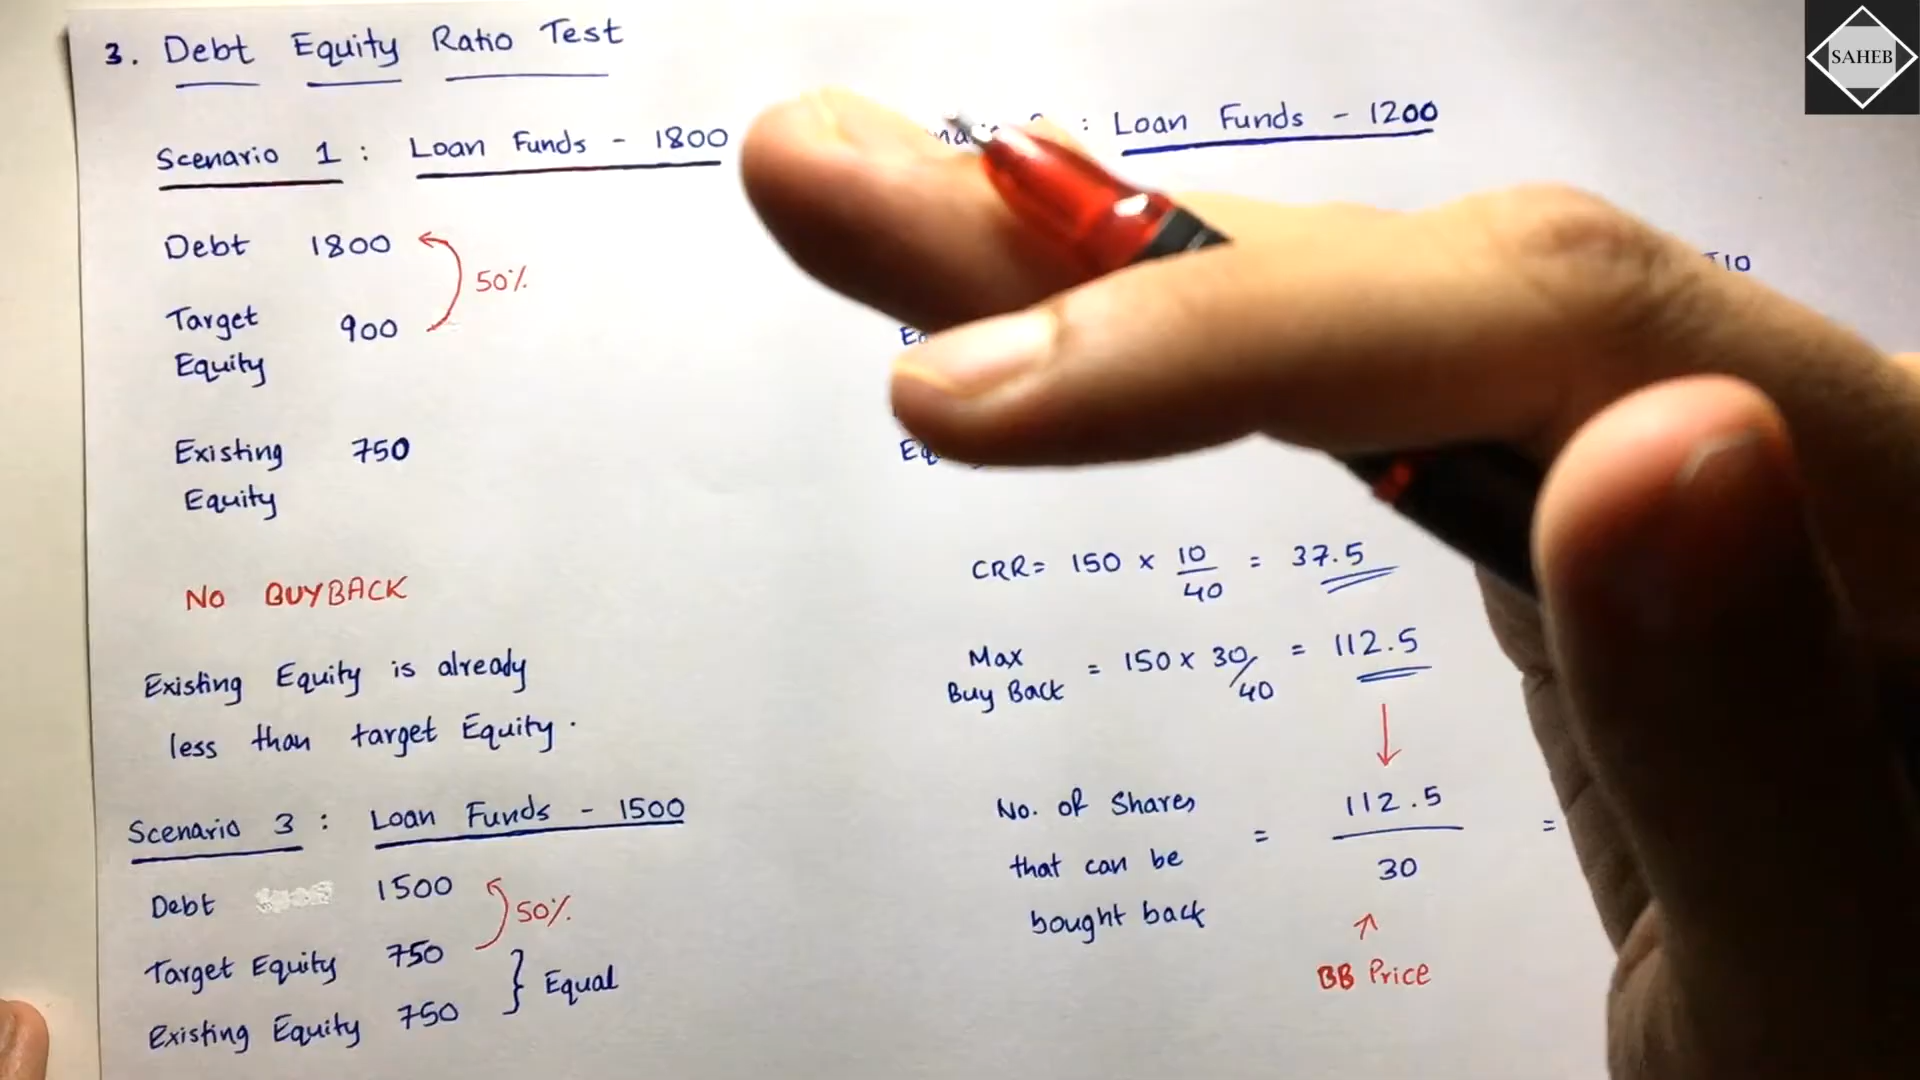 SAHEB
3. Debt Equity Ratio Test
Scenario 1 : Loan Funds - 1800
Debt 1800
50%
Target 900
Equity
Existing 750
Equity
NO BUYBACK
Existing Equity is already
less than target Equity.
Scenario 3 : Loan Funds - 1500
Debt 1500
50%
Target Equity 750
Existing Equity 750
} Equal
: Loan Funds - 1200
CRR = 150 x 10/40 = 37.5
Max
Buy Back = 150 x 30/40 = 112.5
No. of Shares
that can be
bought back
= 112.5
30
=
BB Price